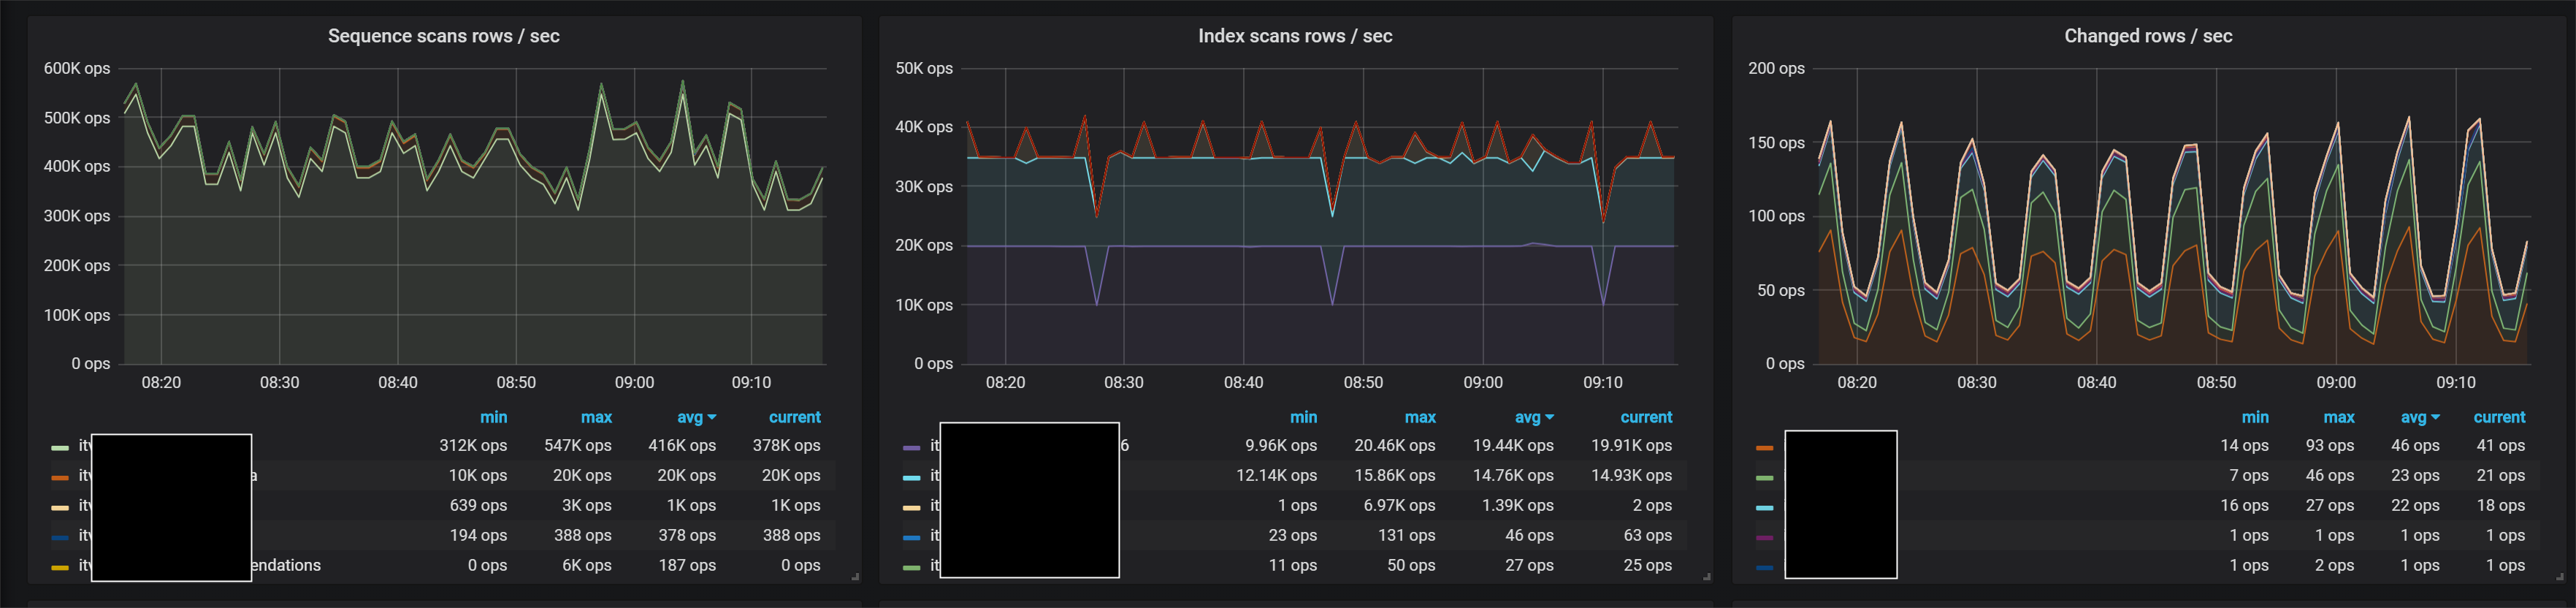 Sequence scans rows / sec
600K ops
500K ops
400K ops
300K ops
200K ops
100K ops
0 ops
08:20 08:30 08:40 08:50 09:00 09:10
min max avg current
312K ops 547K ops 416K ops 378K ops
a 10K ops 20K ops 20K ops 20K ops
639 ops 3K ops 1K ops 1K ops
194 ops 388 ops 378 ops 388 ops
endations 0 ops 6K ops 187 ops 0 ops
Index scans rows / sec
50K ops
40K ops
30K ops
20K ops
10K ops
0 ops
08:20 08:30 08:40 08:50 09:00 09:10
min max avg current
it 6 9.96K ops 20.46K ops 19.44K ops 19.91K ops
it 12.14K ops 15.86K ops 14.76K ops 14.93K ops
it 1 ops 6.97K ops 1.39K ops 2 ops
it 23 ops 131 ops 46 ops 63 ops
it 11 ops 50 ops 27 ops 25 ops
Changed rows / sec
200 ops
150 ops
100 ops
50 ops
0 ops
08:20 08:30 08:40 08:50 09:00 09:10
min max avg current
14 ops 93 ops 46 ops 41 ops
7 ops 46 ops 23 ops 21 ops
16 ops 27 ops 22 ops 18 ops
1 ops 1 ops 1 ops 1 ops
1 ops 2 ops 1 ops 1 ops